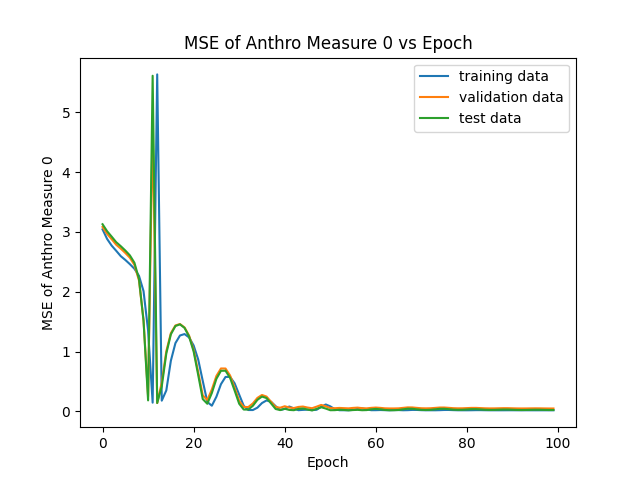 MSE of Anthro Measure 0 vs Epoch
training data
validation data
test data
MSE of Anthro Measure 0
5
4
3
2
1
0
0 20 40 60 80 100
Epoch